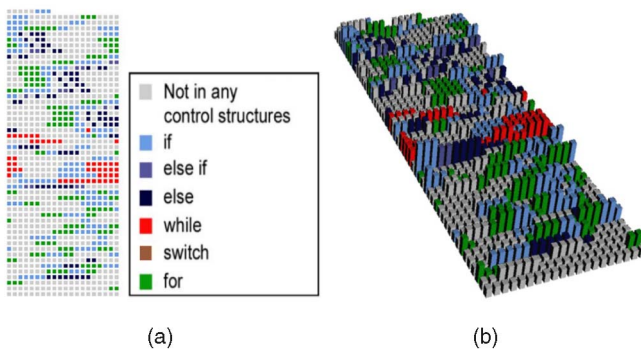 Not in any
control structures
if
else if
else
while
switch
for
(a)
(b)